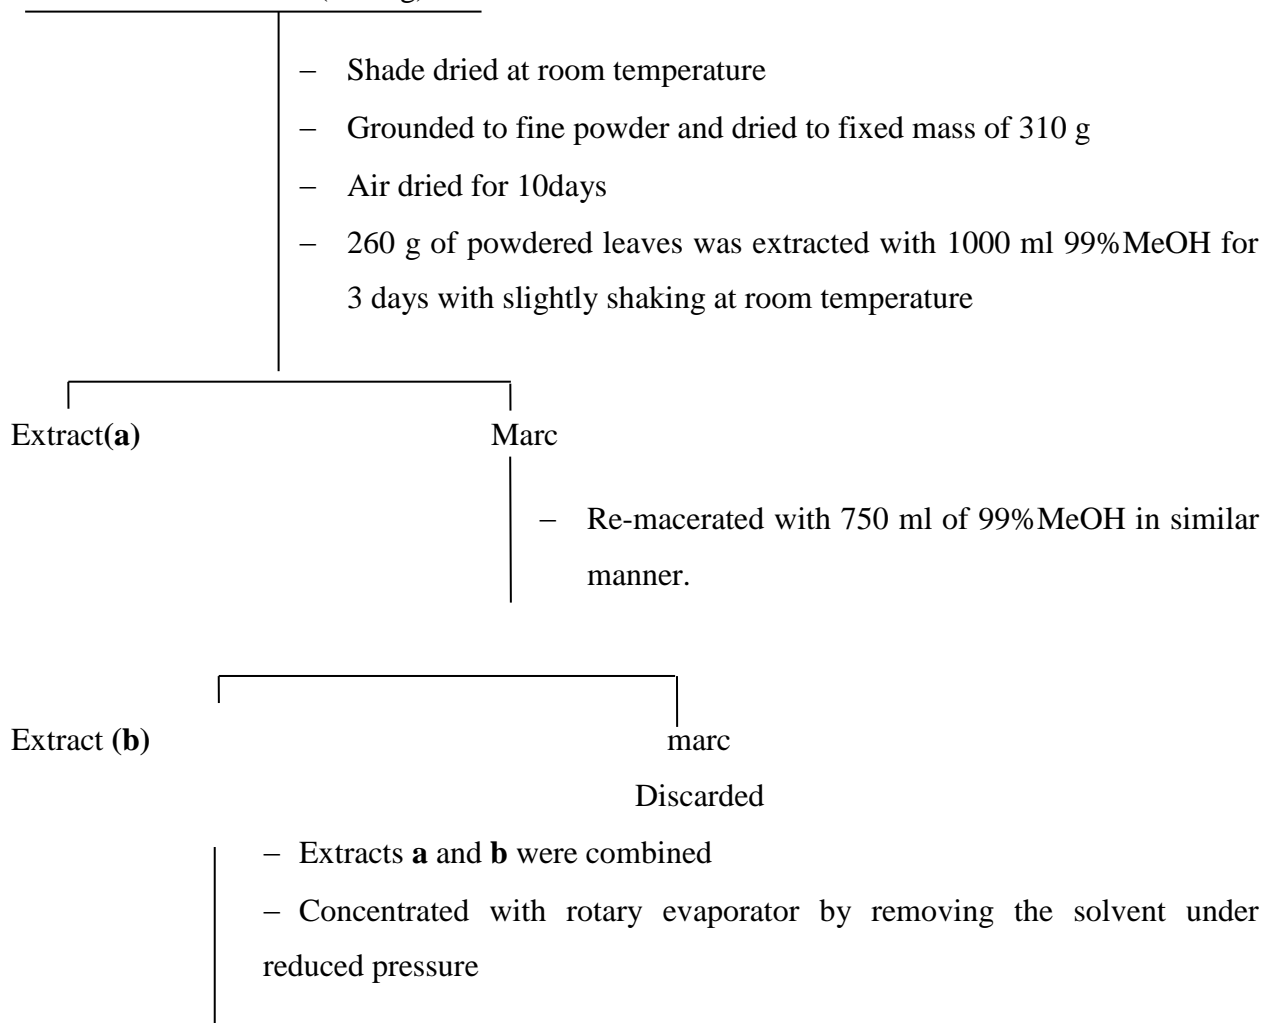 – Shade dried at room temperature
– Grounded to fine powder and dried to fixed mass of 310 g
– Air dried for 10days
– 260 g of powdered leaves was extracted with 1000 ml 99%MeOH for
3 days with slightly shaking at room temperature
Extract(a) Marc
– Re-macerated with 750 ml of 99%MeOH in similar
manner.
Extract (b) marc
Discarded
– Extracts a and b were combined
– Concentrated with rotary evaporator by removing the solvent under
reduced pressure